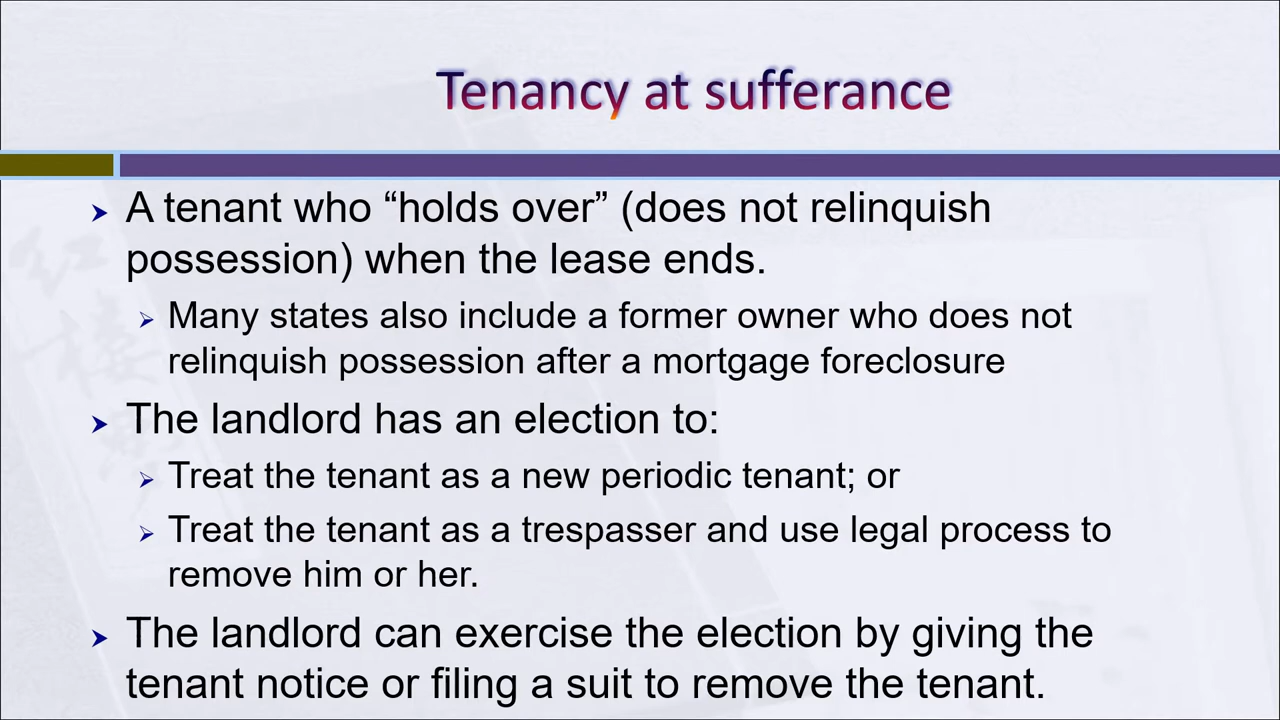 Tenancy at sufferance
A tenant who “holds over” (does not relinquish
possession) when the lease ends.
Many states also include a former owner who does not
relinquish possession after a mortgage foreclosure
The landlord has an election to:
Treat the tenant as a new periodic tenant; or
Treat the tenant as a trespasser and use legal process to
remove him or her.
The landlord can exercise the election by giving the
tenant notice or filing a suit to remove the tenant.